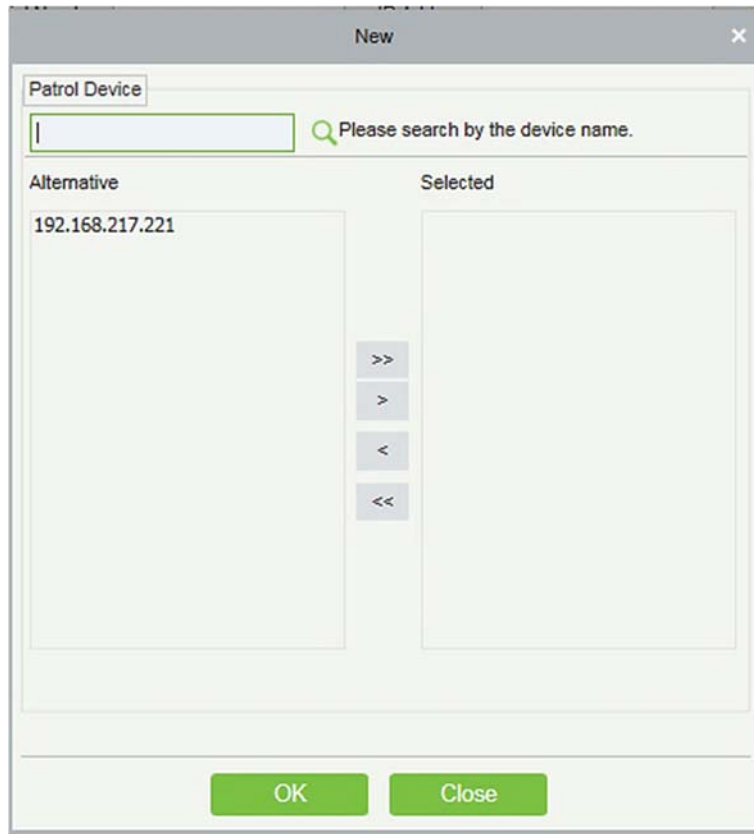 New
×
Patrol Device
Please search by the device name.
Alternative
Selected
192.168.217.221
>>
>
<
<<
OK
Close